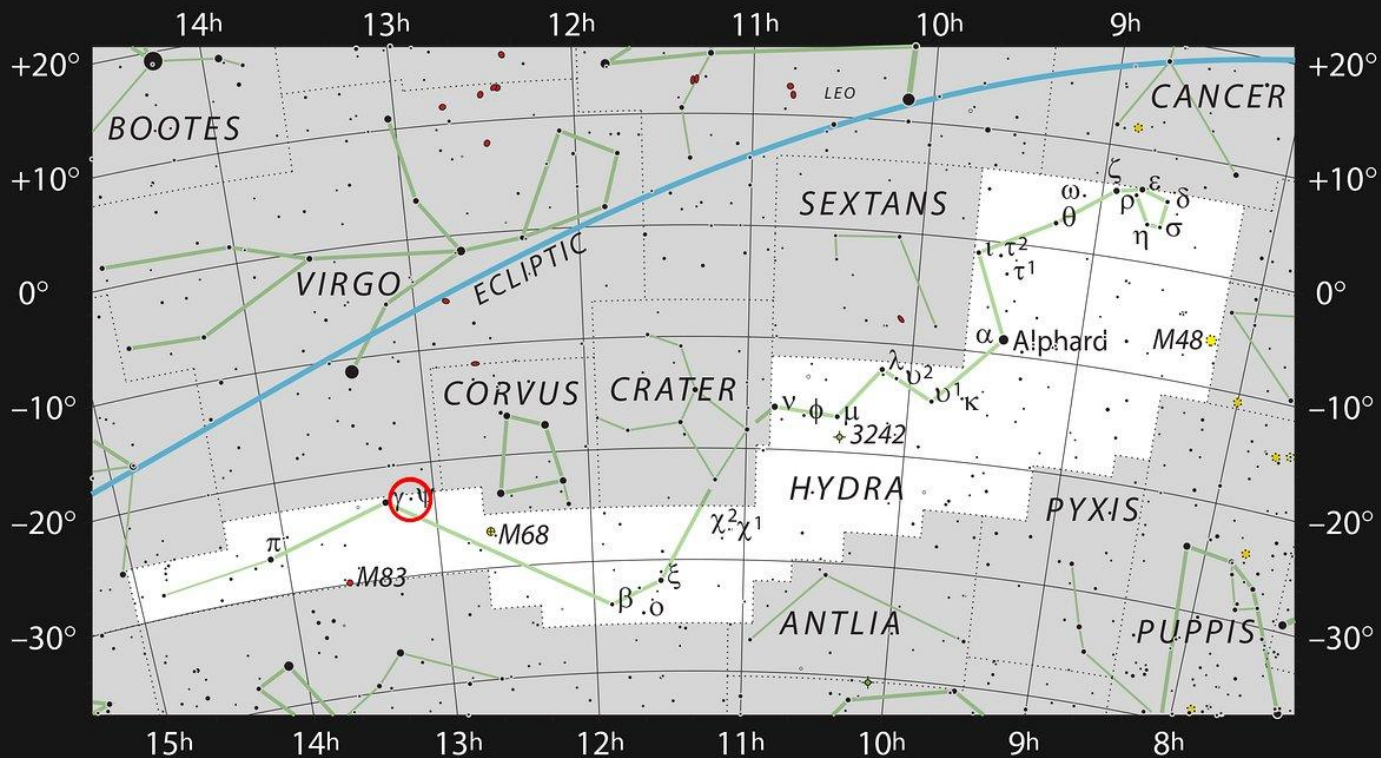 14h 13h 12h 11h 10h 9h
+20° +20°
LEO
CANCER
BOOTES
+10° +10°
ζ ε
ω δ
ρ
SEXTANS
θ
η σ
ι τ²
τ¹
VIRGO
ECLIPTIC
0° 0°
α Alphard
M48
λ
υ²
CORVUS CRATER
υ¹ κ
−10° −10°
ν φ μ
3242
HYDRA
γ ψ
PYXIS
−20° −20°
χ² χ¹
M68
π
M83
ξ
β ο
ANTLIA
PUPPIS
−30° −30°
15h 14h 13h 12h 11h 10h 9h 8h